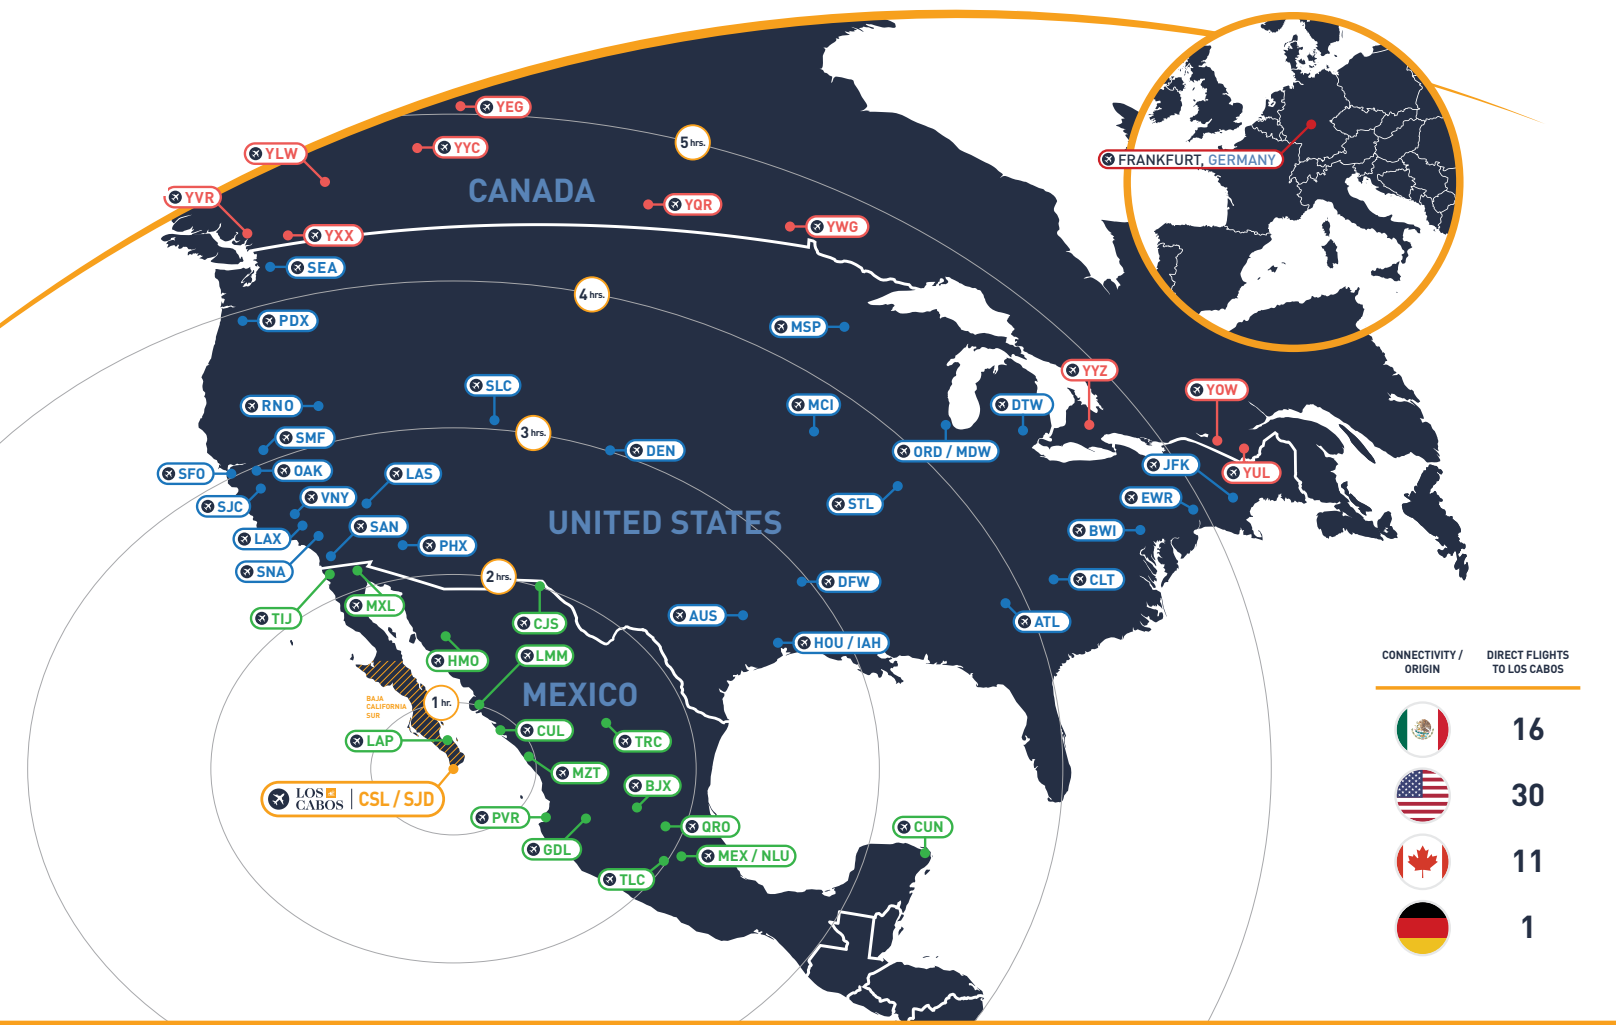 YEG
5 hrs.
YLW
YYC
FRANKFURT, GERMANY
CANADA
YVR
YQR
YWG
YXX
SEA
4 hrs.
PDX
MSP
YYZ
SLC
YOW
RNO
MCI
DTW
3 hrs.
SMF
DEN
ORD / MDW
JFK
SFO
OAK
LAS
YUL
VNY
EWR
SJC
STL
UNITED STATES
SAN
BWI
LAX
PHX
SNA
2 hrs.
DFW
CLT
MXL
TIJ
CJS
AUS
ATL
HOU / IAH
HMO
LMM
CONNECTIVITY /
ORIGIN
DIRECT FLIGHTS
TO LOS CABOS
MEXICO
BAJA
CALIFORNIA
SUR
1 hr.
16
CUL
LAP
TRC
MZT
BJX
30
LOS
CABOS
CSL / SJD
PVR
QRO
CUN
GDL
MEX / NLU
11
TLC
1